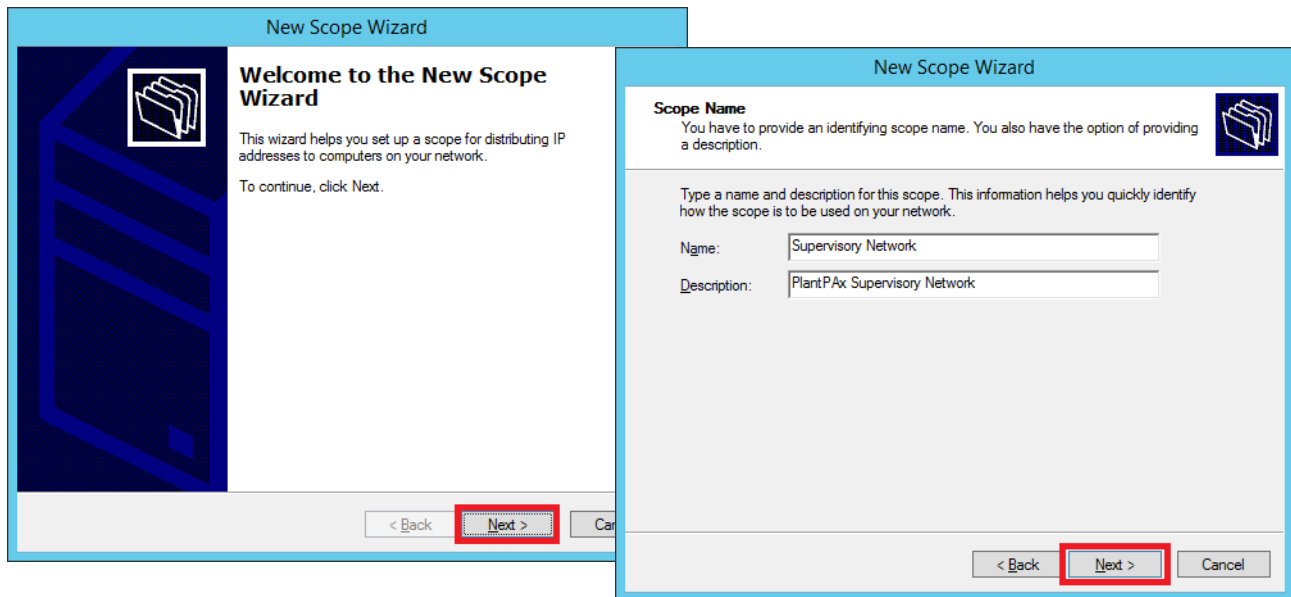 New Scope Wizard
Welcome to the New Scope
Wizard
This wizard helps you set up a scope for distributing IP
addresses to computers on your network.
To continue, click Next.
< Back
Next >
New Scope Wizard
Scope Name
You have to provide an identifying scope name. You also have the option of providing
a description.
Type a name and description for this scope. This information helps you quickly identify
how the scope is to be used on your network.
Name:
Supervisory Network
Description:
PlantPAx Supervisory Network
< Back
Next >
Cancel